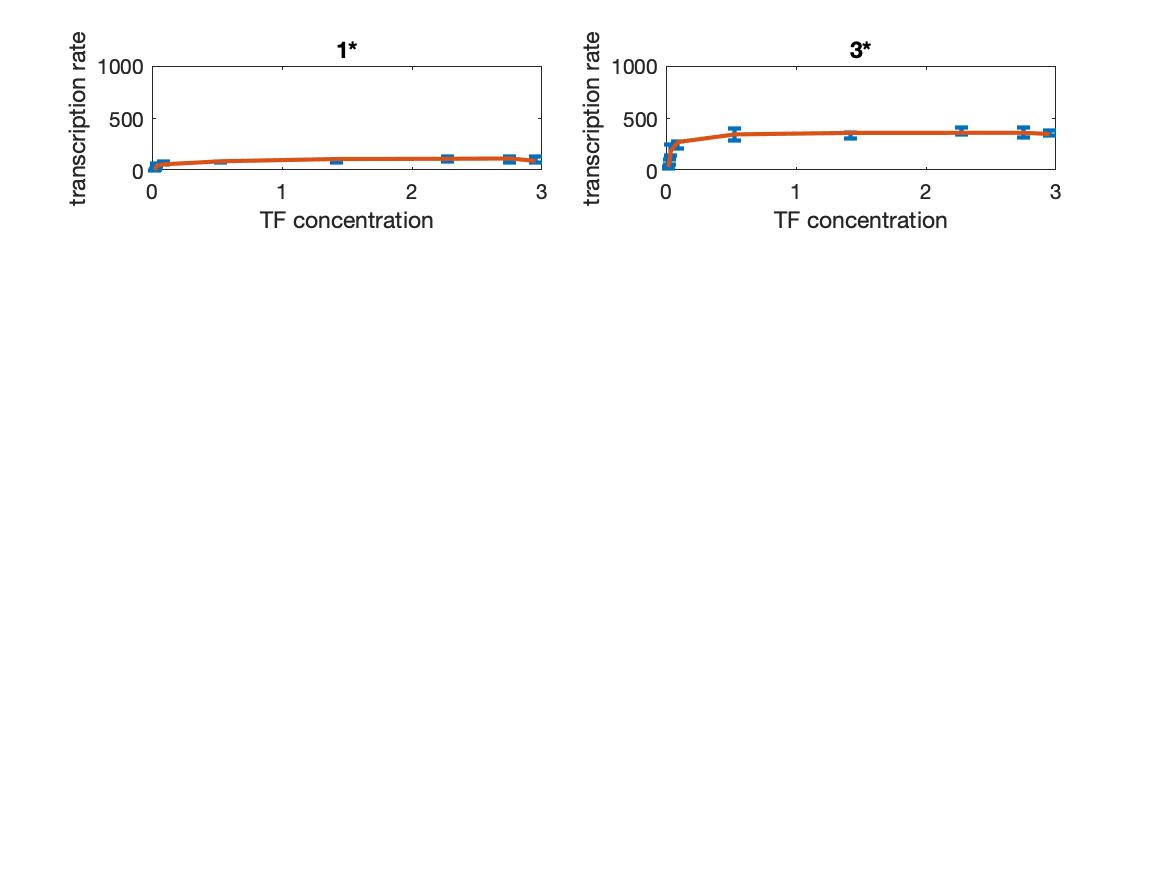 1*
transcription rate
1000
500
0
0 1 2 3
TF concentration
3*
transcription rate
1000
500
0
0 1 2 3
TF concentration